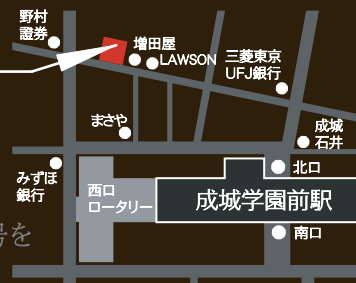 野村
證券
増田屋
LAWSON
三菱東京
UFJ銀行
まさや
成城
石井
みずほ
銀行
西口
ロータリー
北口
成城学園前駅
南口
号を